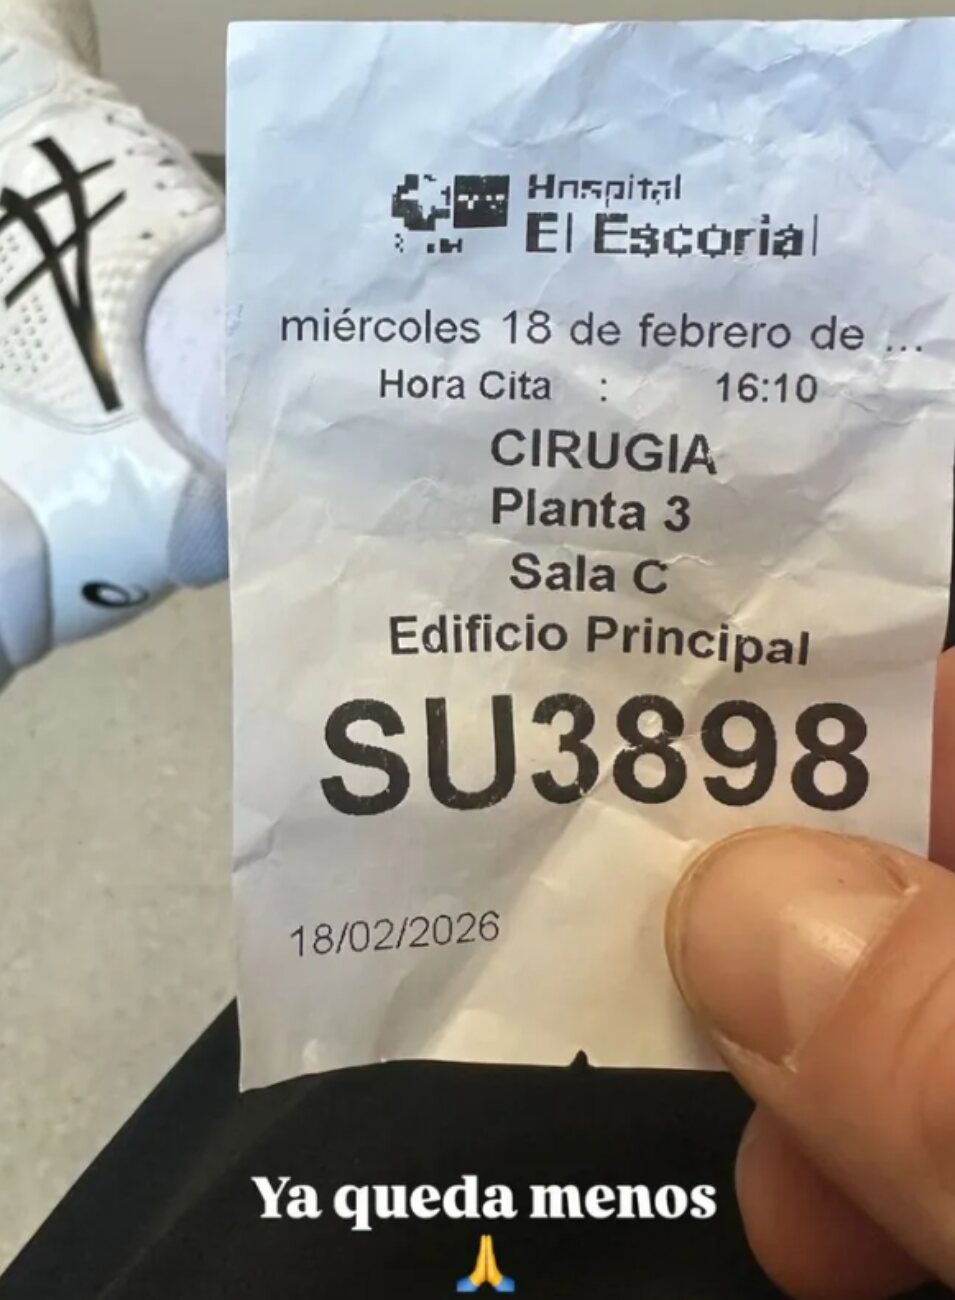 Hospital
El Escorial
miércoles 18 de febrero de ...
Hora Cita : 16:10
CIRUGIA
Planta 3
Sala C
Edificio Principal
SU3898
18/02/2026
Ya queda menos
🙏